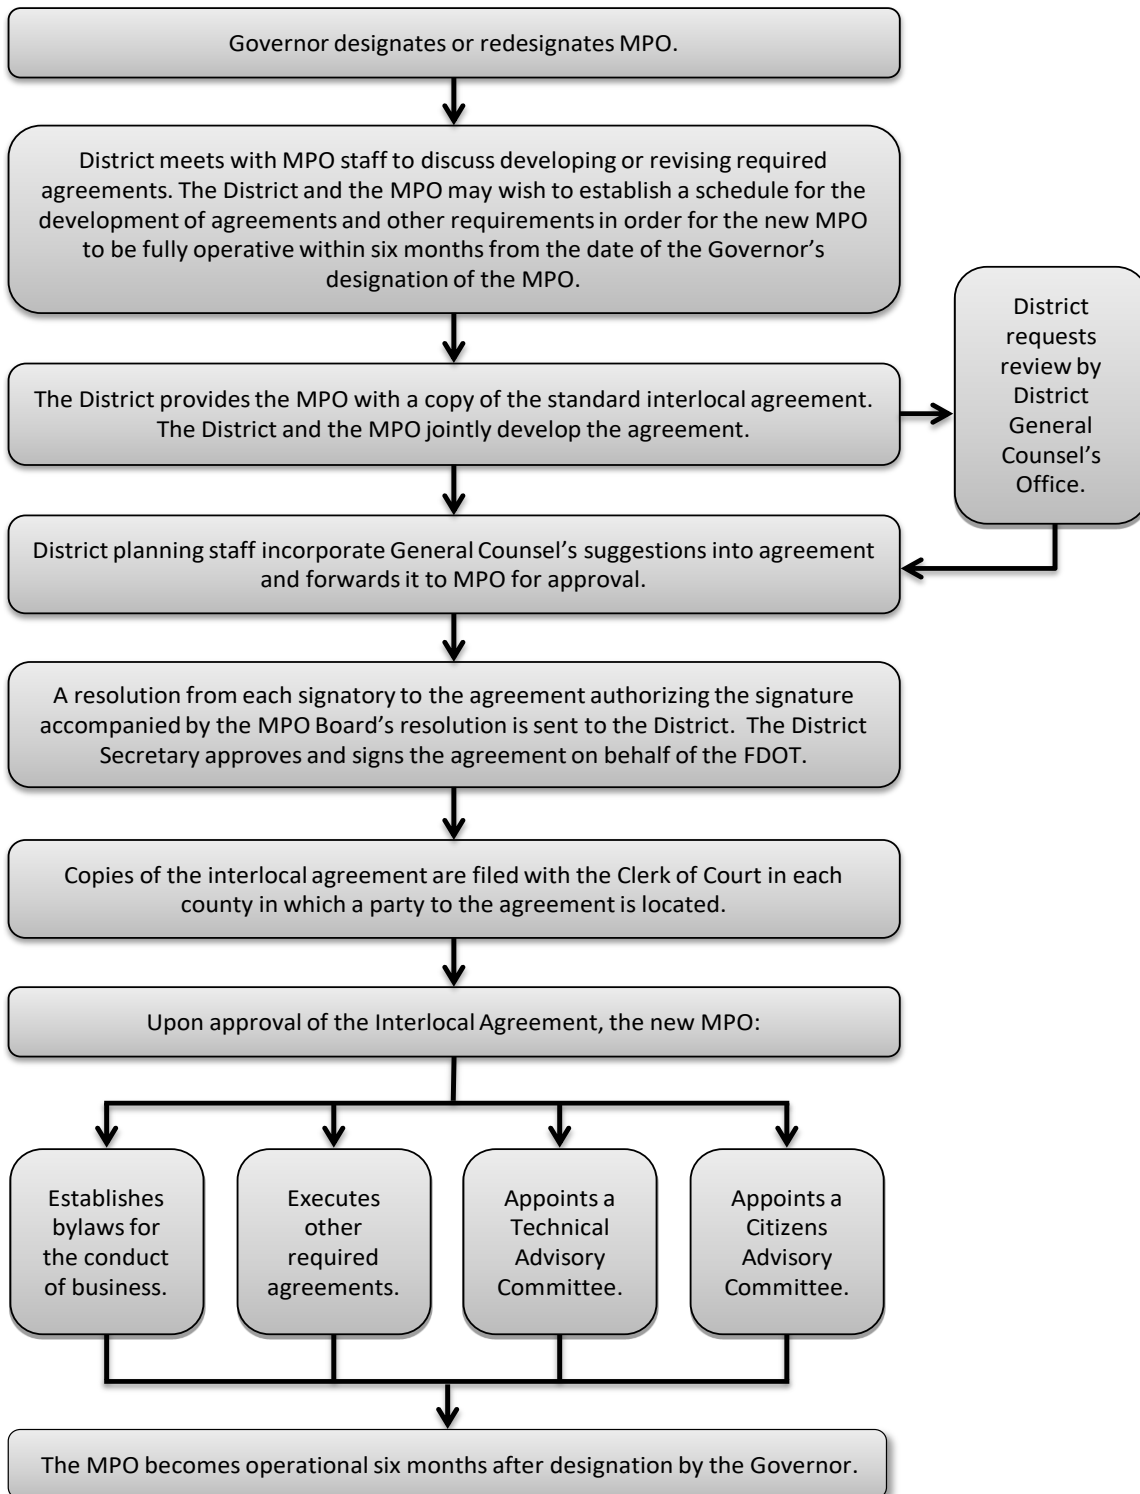 Governor designates or redesignates MPO.
District meets with MPO staff to discuss developing or revising required
agreements. The District and the MPO may wish to establish a schedule for the
development of agreements and other requirements in order for the new MPO
to be fully operative within six months from the date of the Governor’s
designation of the MPO.
The District provides the MPO with a copy of the standard interlocal agreement.
The District and the MPO jointly develop the agreement.
District
requests
review by
District
General
Counsel’s
Office.
District planning staff incorporate General Counsel’s suggestions into agreement
and forwards it to MPO for approval.
A resolution from each signatory to the agreement authorizing the signature
accompanied by the MPO Board’s resolution is sent to the District.  The District
Secretary approves and signs the agreement on behalf of the FDOT.
Copies of the interlocal agreement are filed with the Clerk of Court in each
county in which a party to the agreement is located.
Upon approval of the Interlocal Agreement, the new MPO:
Establishes
bylaws for
the conduct
of business.
Executes
other
required
agreements.
Appoints a
Technical
Advisory
Committee.
Appoints a
Citizens
Advisory
Committee.
The MPO becomes operational six months after designation by the Governor.